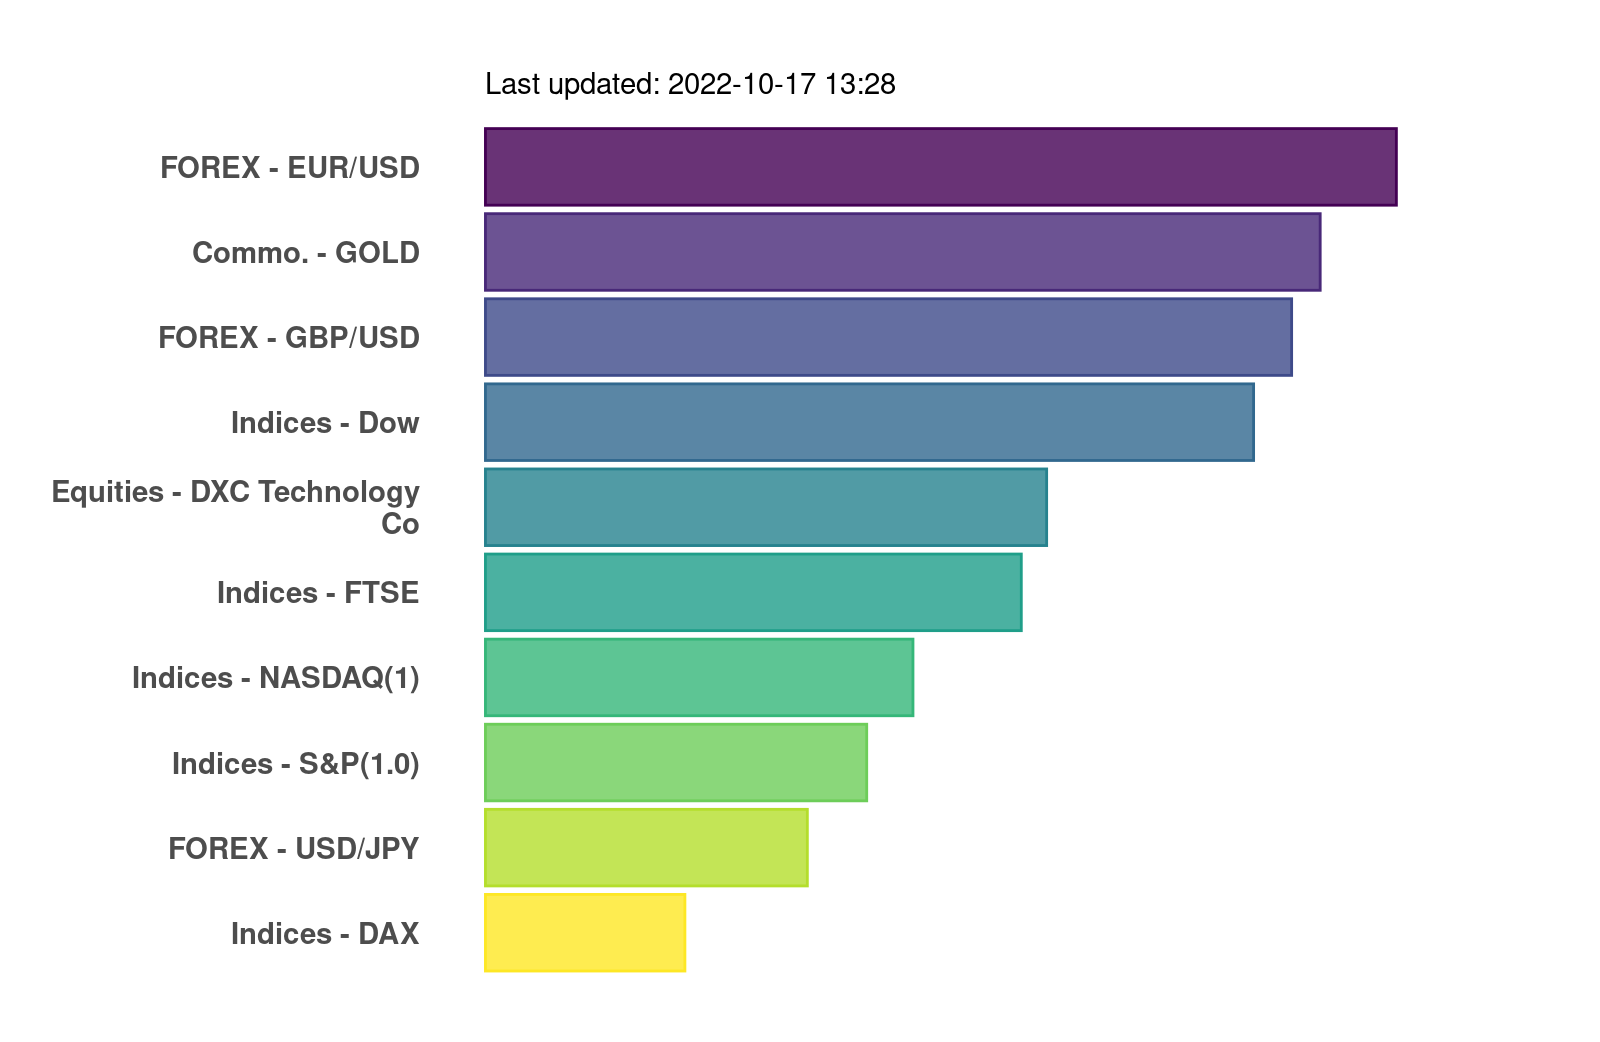 Last updated: 2022-10-17 13:28
FOREX - EUR/USD
Commo. - GOLD
FOREX - GBP/USD
Indices - Dow
Equities - DXC Technology
Co
Indices - FTSE
Indices - NASDAQ(1)
Indices - S&P(1.0)
FOREX - USD/JPY
Indices - DAX